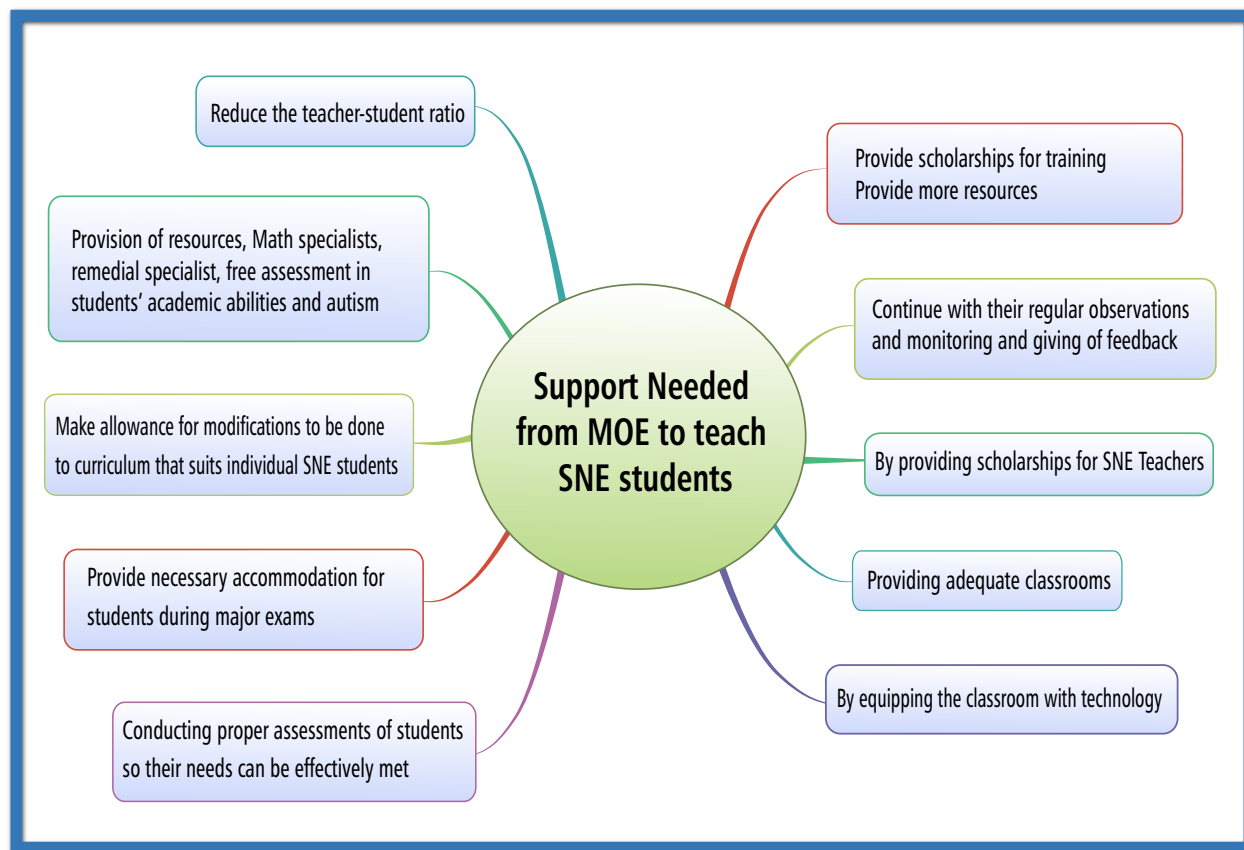 Support Needed
from MOE to teach
SNE students
Reduce the teacher-student ratio
Provision of resources, Math specialists,
remedial specialist, free assessment in
students’ academic abilities and autism
Make allowance for modifications to be done
to curriculum that suits individual SNE students
Provide necessary accommodation for
students during major exams
Conducting proper assessments of students
so their needs can be effectively met
Provide scholarships for training
Provide more resources
Continue with their regular observations
and monitoring and giving of feedback
By providing scholarships for SNE Teachers
Providing adequate classrooms
By equipping the classroom with technology